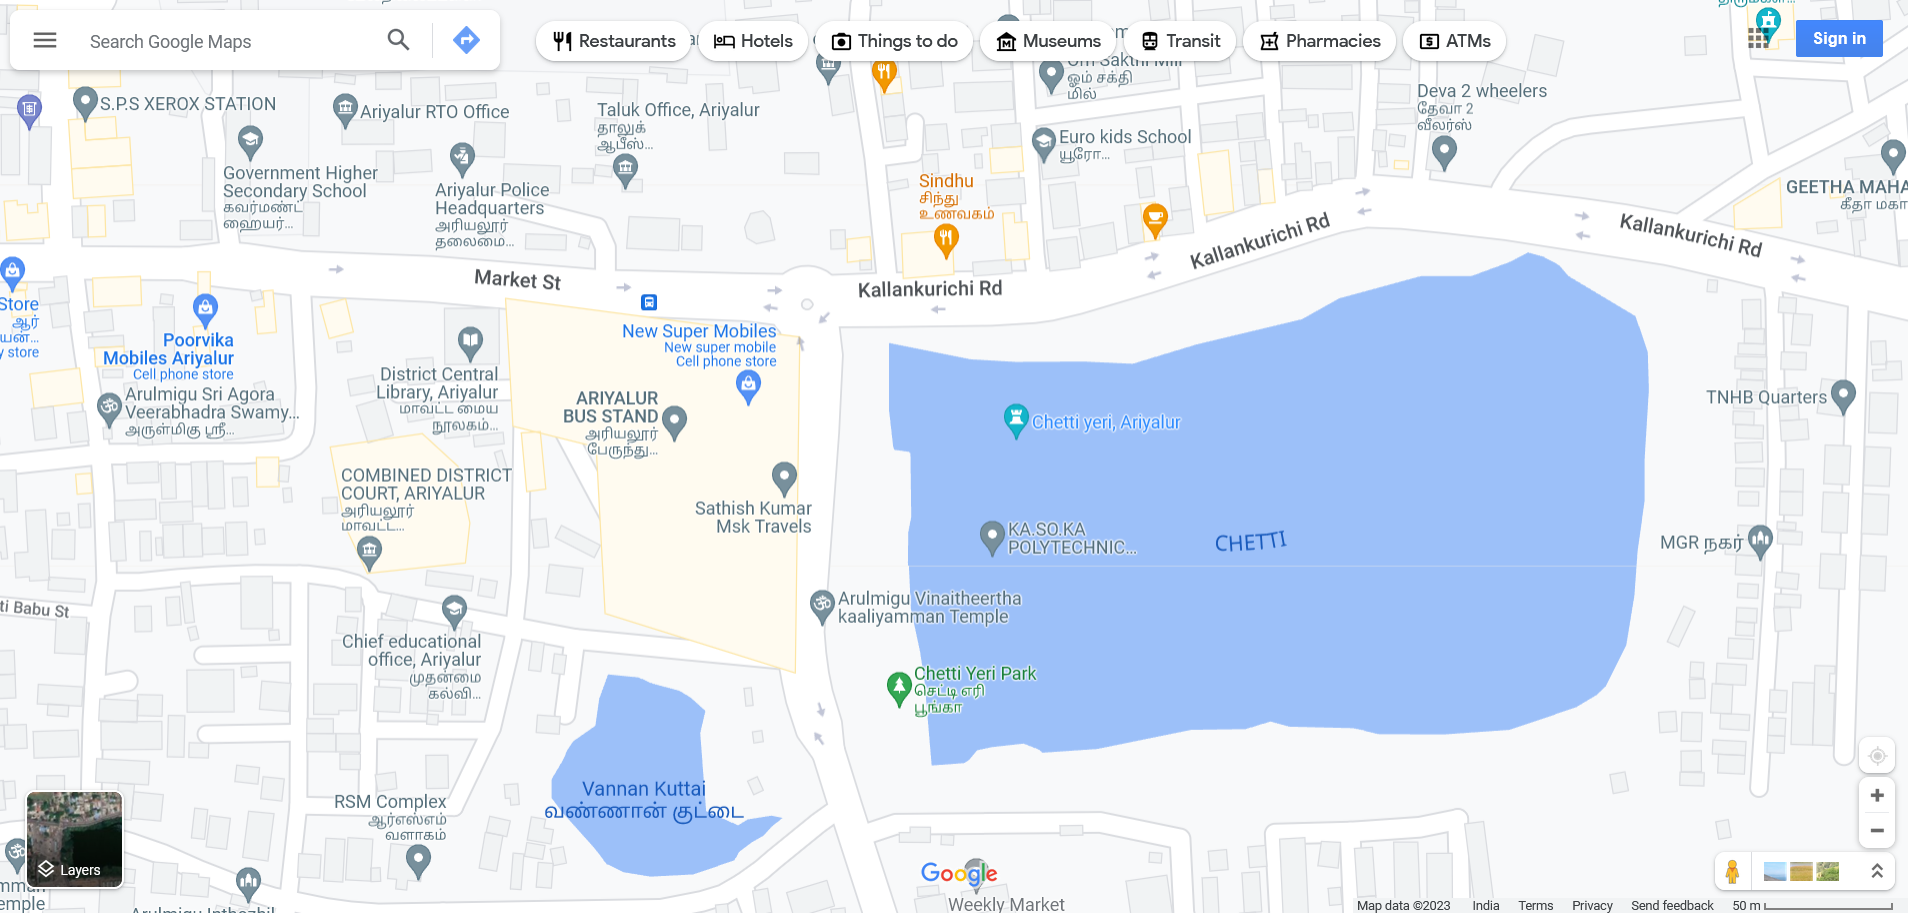 Search Google Maps
Restaurants
Hotels
Things to do
Museums
Transit
Pharmacies
ATMs
Sign in
S.P.S XEROX STATION
Ariyalur RTO Office
Taluk Office, Ariyalur
தாலுக்
ஆபீஸ்...
Om Sakthi Mill
ஓம் சக்தி
மில்
Deva 2 wheelers
தேவா 2
வீலர்ஸ்
Euro kids School
யூரோ...
Government Higher
Secondary School
கவர்மண்ட்
ஹையர்...
Ariyalur Police
Headquarters
அரியலூர்
தலைமை...
Sindhu
சிந்து
உணவகம்
GEETHA MAHA
கீதா மகா
Kallankurichi Rd
Kallankurichi Rd
Market St
Kallankurichi Rd
Store
ஆர்
y store
Poorvika
Mobiles Ariyalur
Cell phone store
New Super Mobiles
New super mobile
Cell phone store
District Central
Library, Ariyalur
மாவட்ட மைய
நூலகம்...
Arulmigu Sri Agora
Veerabhadra Swamy...
அருள்மிகு ஸ்ரீ...
ARIYALUR
BUS STAND
அரியலூர்
பேருந்து...
Chetti yeri, Ariyalur
TNHB Quarters
COMBINED DISTRICT
COURT, ARIYALUR
அரியலூர்
மாவட்ட...
Sathish Kumar
Msk Travels
KA.SO.KA
POLYTECHNIC...
CHETTI
MGR நகர்
ti Babu St
Arulmigu Vinaitheertha
kaaliyamman Temple
Chief educational
office, Ariyalur
முதன்மை
கல்வி...
Chetti Yeri Park
செட்டி எரி
பூங்கா
Vannan Kuttai
வண்ணான் குட்டை
RSM Complex
ஆர்எஸ்எம்
வளாகம்
Layers
mman
emple
Google
Weekly Market
Map data ©2023
India
Terms
Privacy
Send feedback
50 m